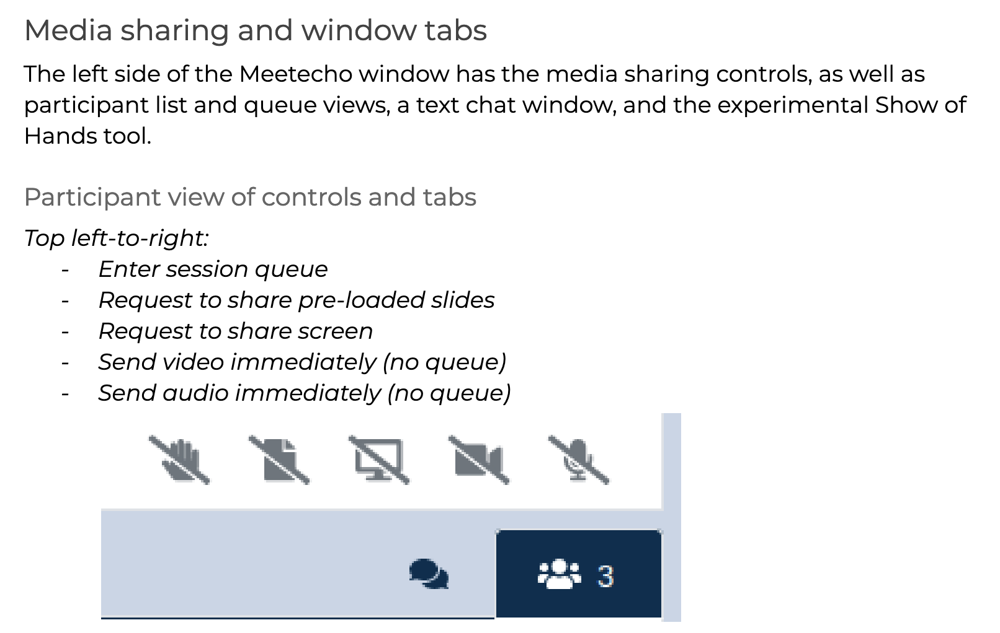 Media sharing and window tabs
The left side of the Meetecho window has the media sharing controls, as well as
participant list and queue views, a text chat window, and the experimental Show of
Hands tool.
Participant view of controls and tabs
Top left-to-right:
- Enter session queue
- Request to share pre-loaded slides
- Request to share screen
- Send video immediately (no queue)
- Send audio immediately (no queue)
3